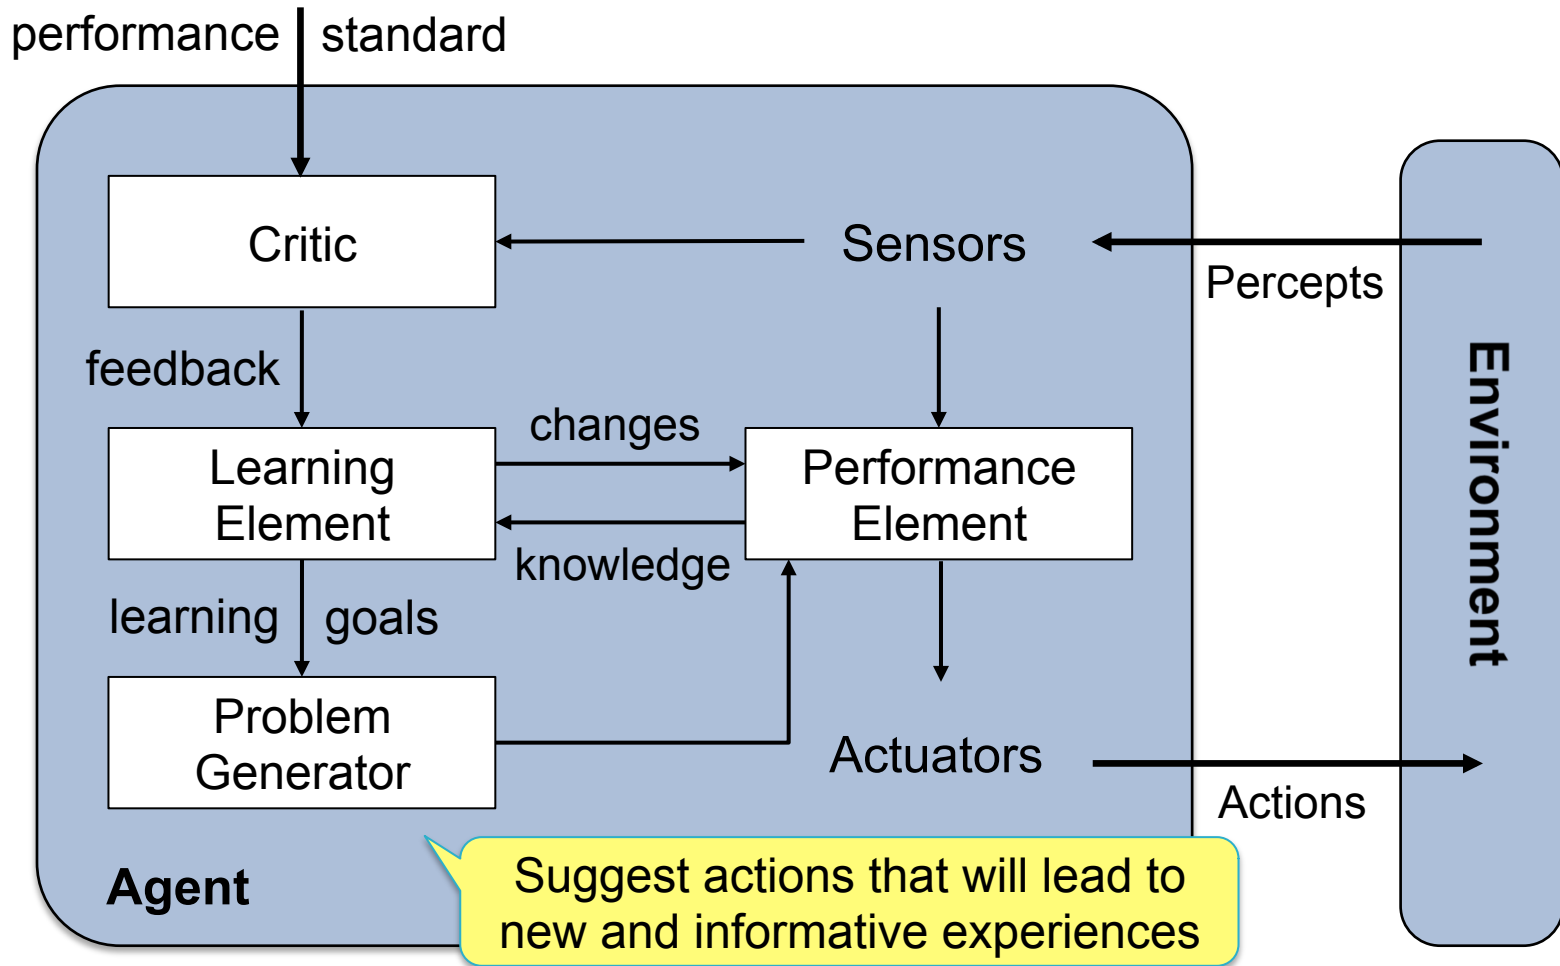 performance standard
Critic
Sensors
Percepts
feedback
changes
Learning
Element
Performance
Element
knowledge
learning goals
Problem
Generator
Actuators
Actions
Environment
Agent
Suggest actions that will lead to
new and informative experiences